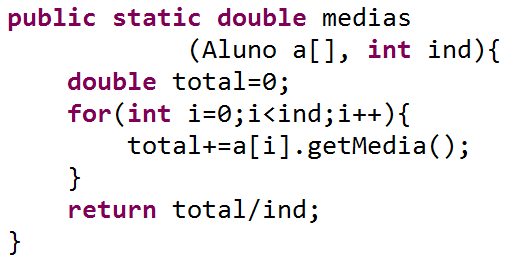 public static double medias
(Aluno a[], int ind){
double total=0;
for(int i=0;i<ind;i++){
total+=a[i].getMedia();
}
return total/ind;
}